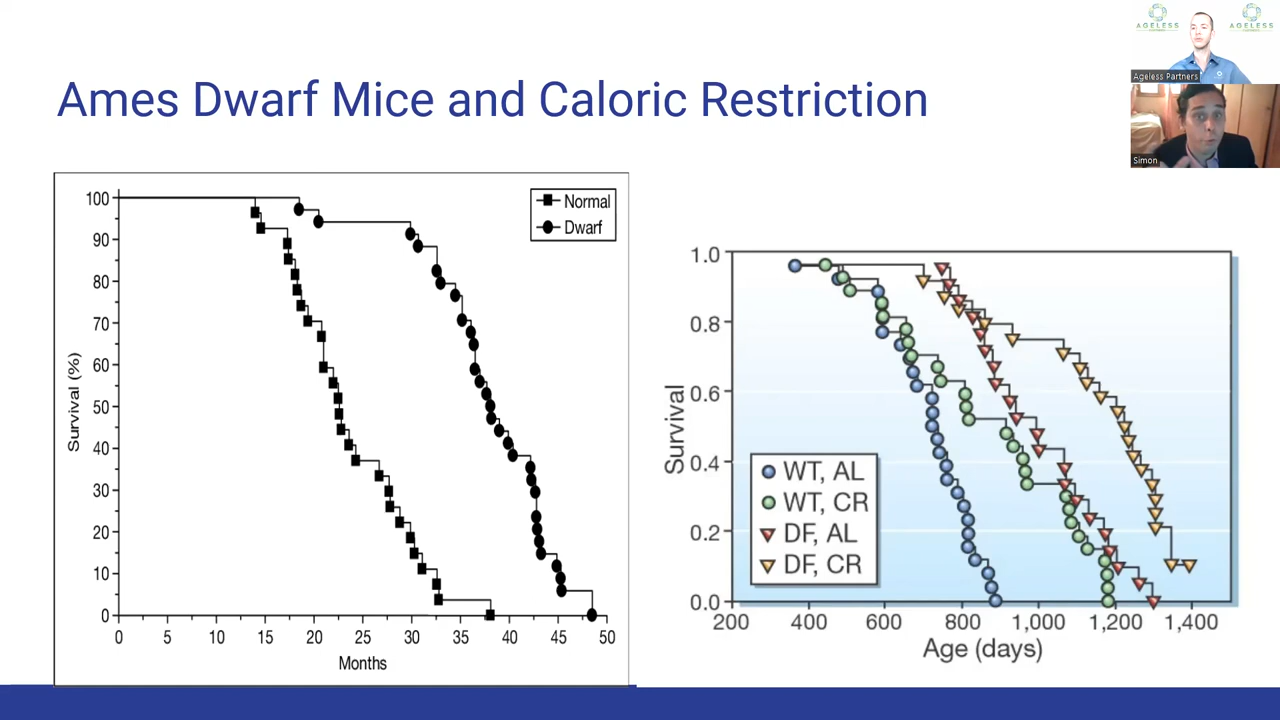 AGELESS
AGELESS
Ageless Partners
Simon
Ames Dwarf Mice and Caloric Restriction
Normal
Dwarf
Survival (%)
100
90
80
70
60
50
40
30
20
10
0
0 5 10 15 20 25 30 35 40 45 50
Months
Survival
1.0
0.8
0.6
0.4
0.2
0.0
WT, AL
WT, CR
DF, AL
DF, CR
200 400 600 800 1,000 1,200 1,400
Age (days)